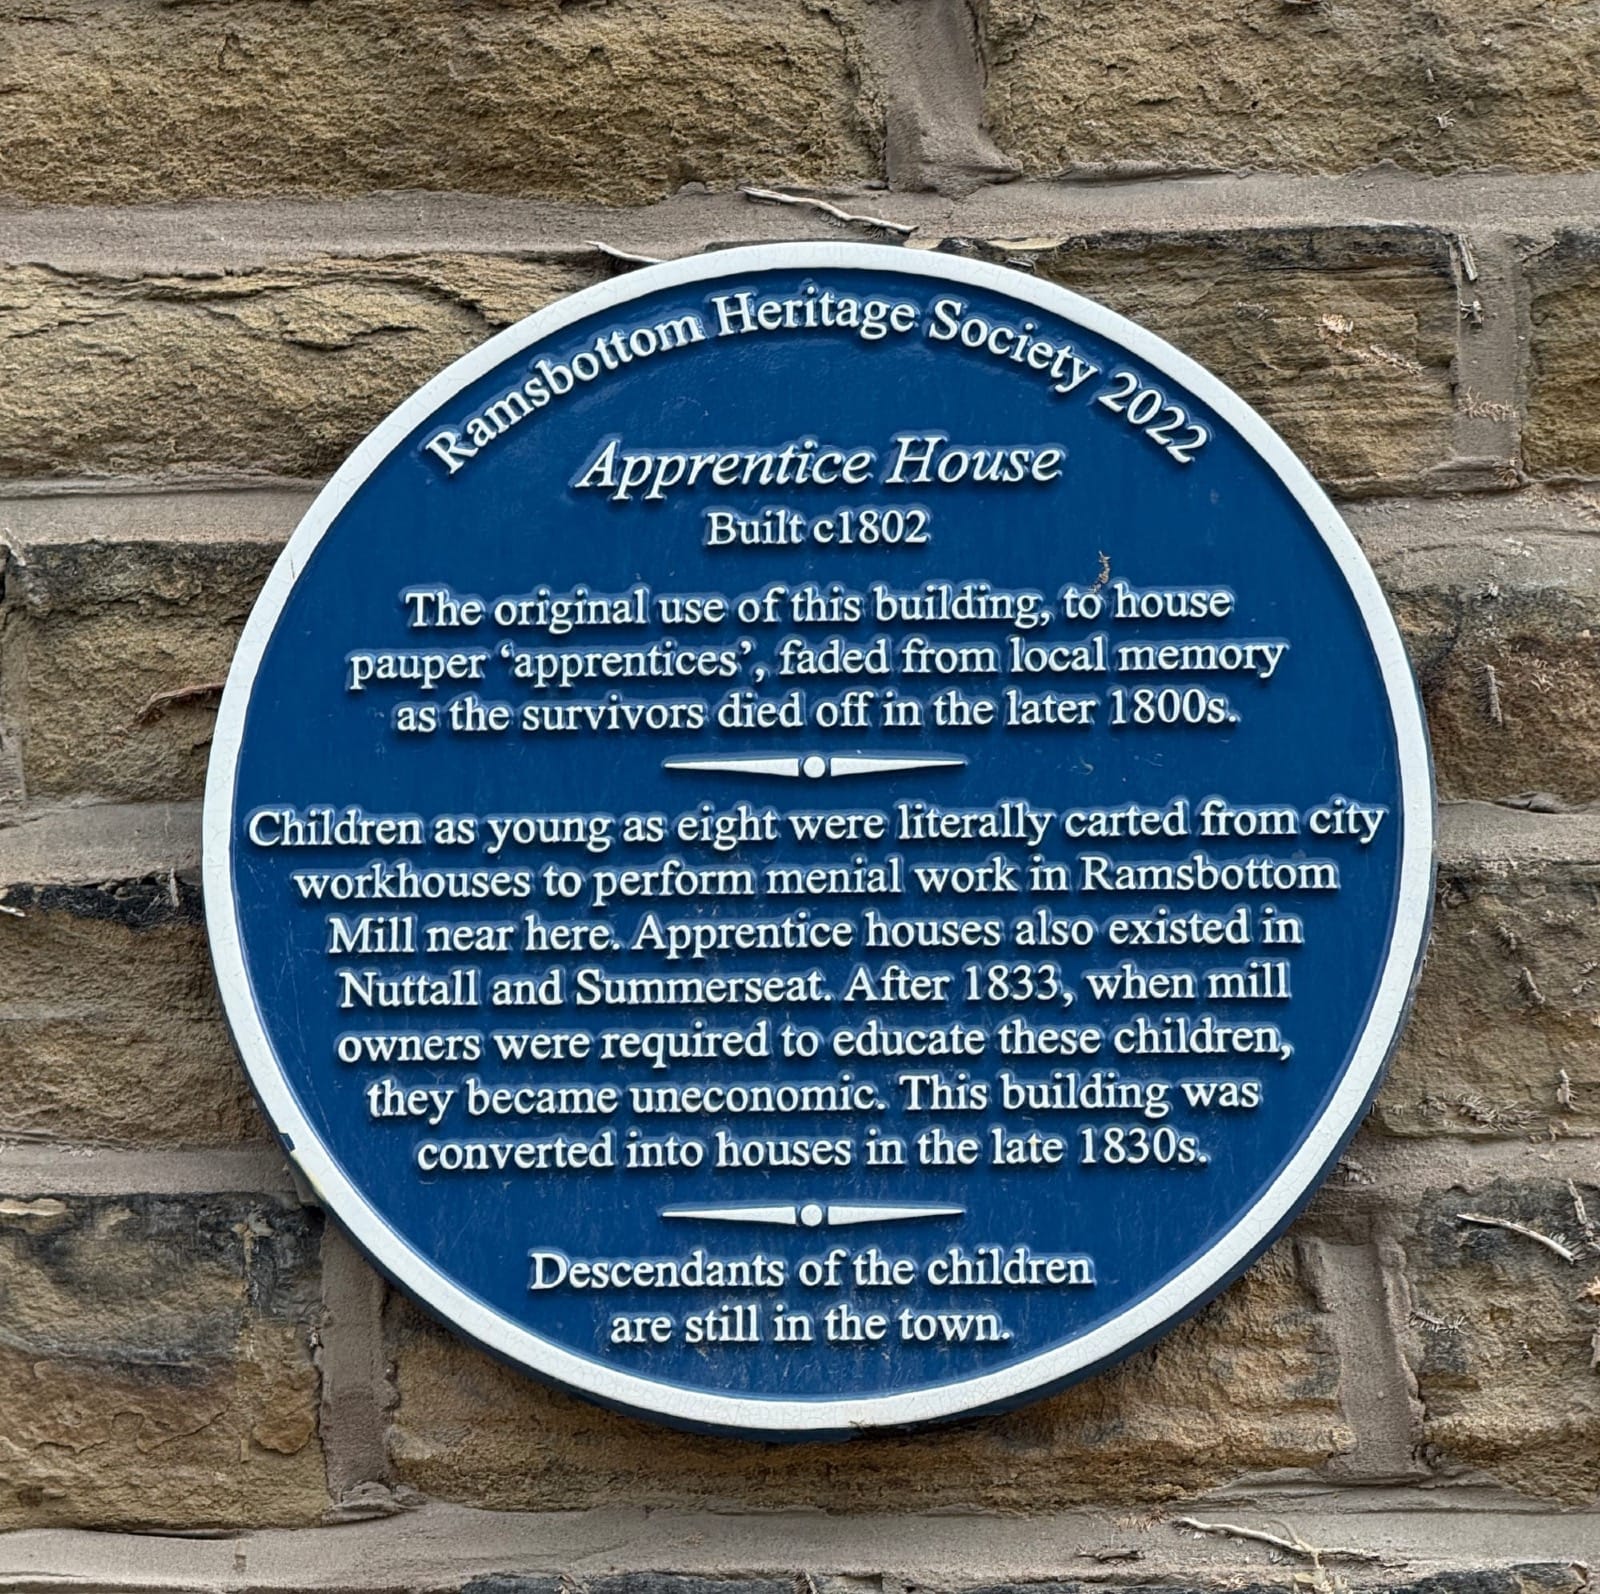 Ramsbottom Heritage Society 2022
Apprentice House
Built c1802
The original use of this building, to house
pauper ‘apprentices’, faded from local memory
as the survivors died off in the later 1800s.
Children as young as eight were literally carted from city
workhouses to perform menial work in Ramsbottom
Mill near here. Apprentice houses also existed in
Nuttall and Summerseat. After 1833, when mill
owners were required to educate these children,
they became uneconomic. This building was
converted into houses in the late 1830s.
Descendants of the children
are still in the town.